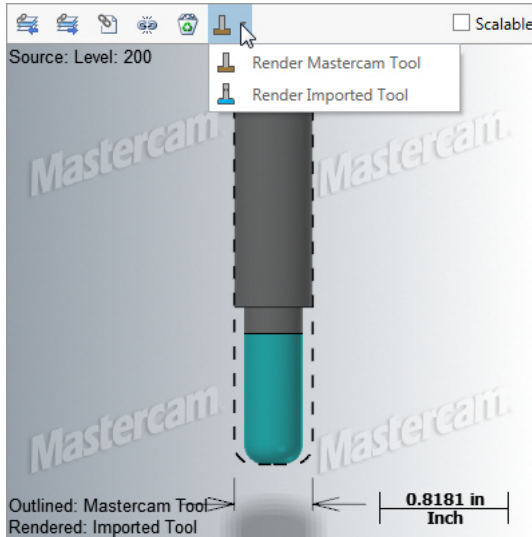 Scalable
Source: Level: 200
Render Mastercam Tool
Render Imported Tool
Mastercam
Mastercam
Mastercam
Mastercam
Outlined: Mastercam Tool
Rendered: Imported Tool
0.8181 in
Inch